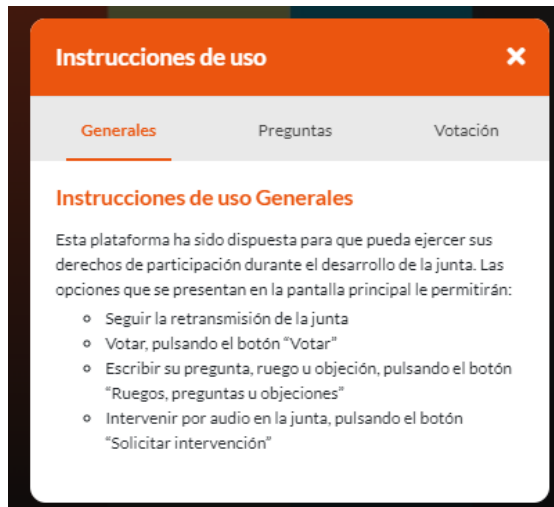 Instrucciones de uso
Generales
Preguntas
Votación
Instrucciones de uso Generales
Esta plataforma ha sido dispuesta para que pueda ejercer sus
derechos de participación durante el desarrollo de la junta. Las
opciones que se presentan en la pantalla principal le permitirán:
Seguir la retransmisión de la junta
Votar, pulsando el botón “Votar”
Escribir su pregunta, ruego u objeción, pulsando el botón
“Ruegos, preguntas u objeciones”
Intervenir por audio en la junta, pulsando el botón
“Solicitar intervención”